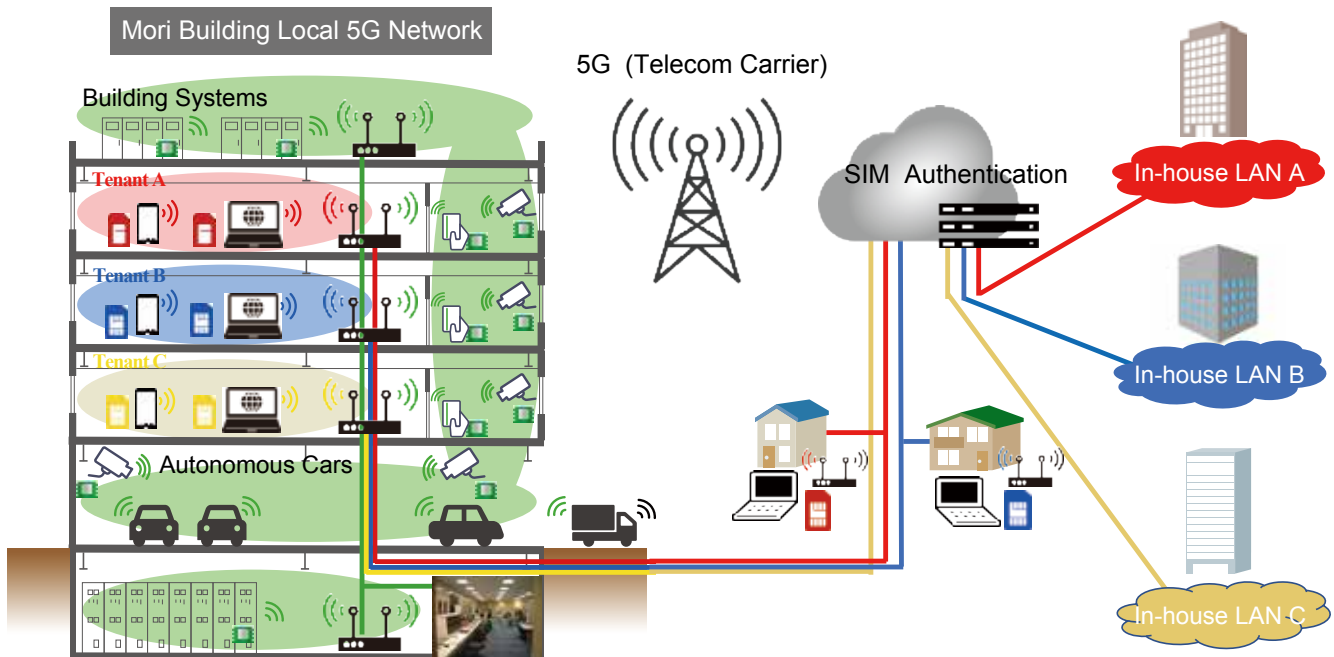 Mori Building Local 5G Network
5G (Telecom Carrier)
Building Systems
Tenant A
SIM Authentication
In-house LAN A
Tenant B
Tenant C
In-house LAN B
Autonomous Cars
In-house LAN C